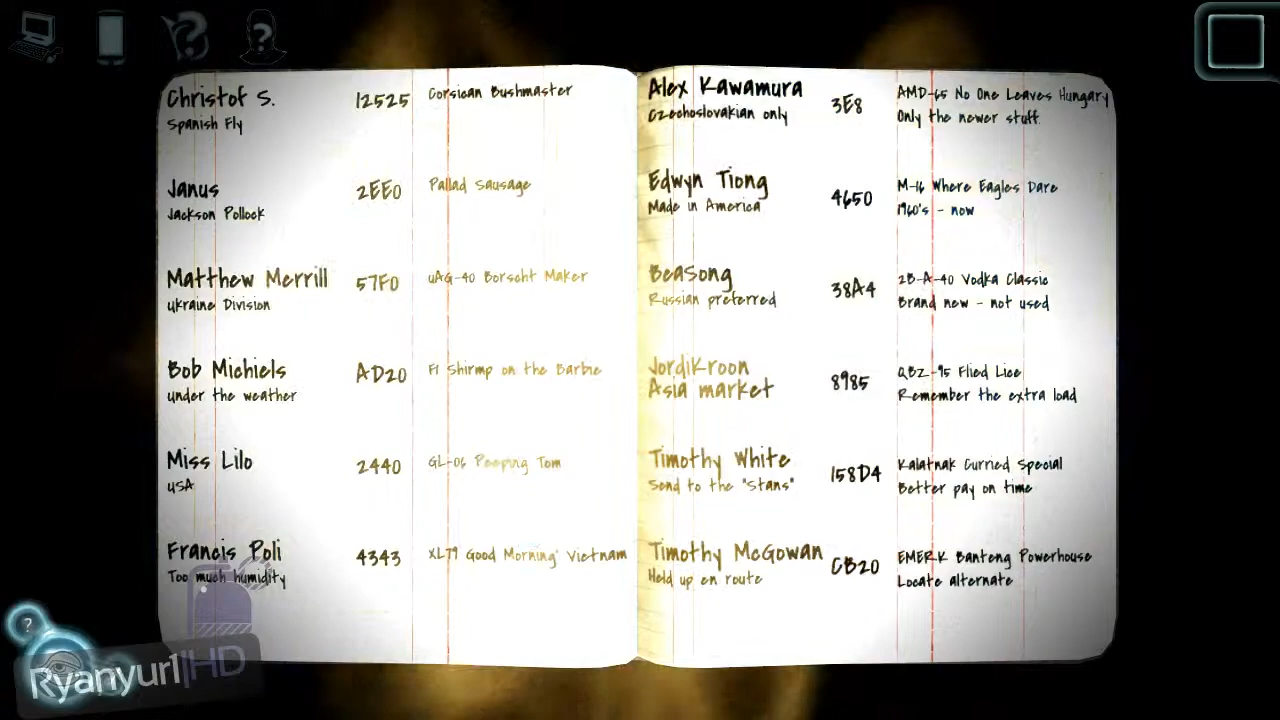 Christof S. 12525 Corsican Bushmaster
Spanish Fly
Janus 2EE0 Pallad Sausage
Jackson Pollock
Matthew Merrill 57F0 UAG-40 Borscht Maker
Ukraine Division
Bob Michiels AD20 F1 Shirmp on the Barbie
under the weather
Miss Lilo 2440 GL-06 Peeping Tom
USA
Francis Poli 4343 XL79 Good Morning' Vietnam
Too much humidity
Alex Kawamura 3E8 AMD-65 No One Leaves Hungary
Czechoslovakian only Only the newer stuff.
Edwyn Tiong 4650 M-16 Where Eagles Dare
Made in America 1960's - now
BeaSong 38A4 2B-A-40 Vodka Classic
Russian preferred Brand new - not used
JordiKroon 8985 QBZ-95 Flied Lice
Asia market Remember the extra load
Timothy White 158D4 Kalatnak Curried Special
Send to the "Stans" Better pay on time
Timothy McGowan CB20 EMERK Banteng Powerhouse
Held up en route Locate alternate
?
?
?
Ryanyur1|HD